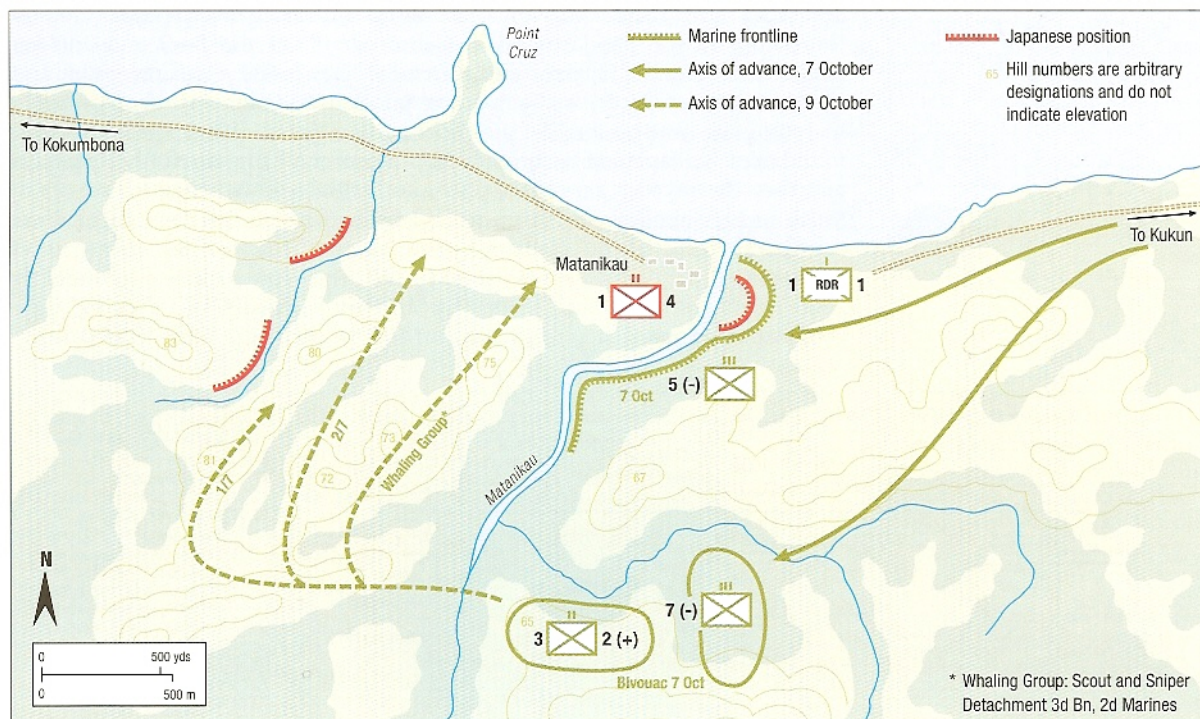 Point
Cruz
Marine frontline
Axis of advance, 7 October
Axis of advance, 9 October
Japanese position
65 Hill numbers are arbitrary
designations and do not
indicate elevation
To Kokumbona
To Kukun
Matanikau
II
1 4
I
1 RDR 1
III
5 (-)
7 Oct
83
80
75
81
1/7
2/7
73
72
Whaling Group*
Matanikau
67
N
0 500 yds
0 500 m
65
II
3 2 (+)
III
7 (-)
Bivouac 7 Oct
* Whaling Group: Scout and Sniper
Detachment 3d Bn, 2d Marines